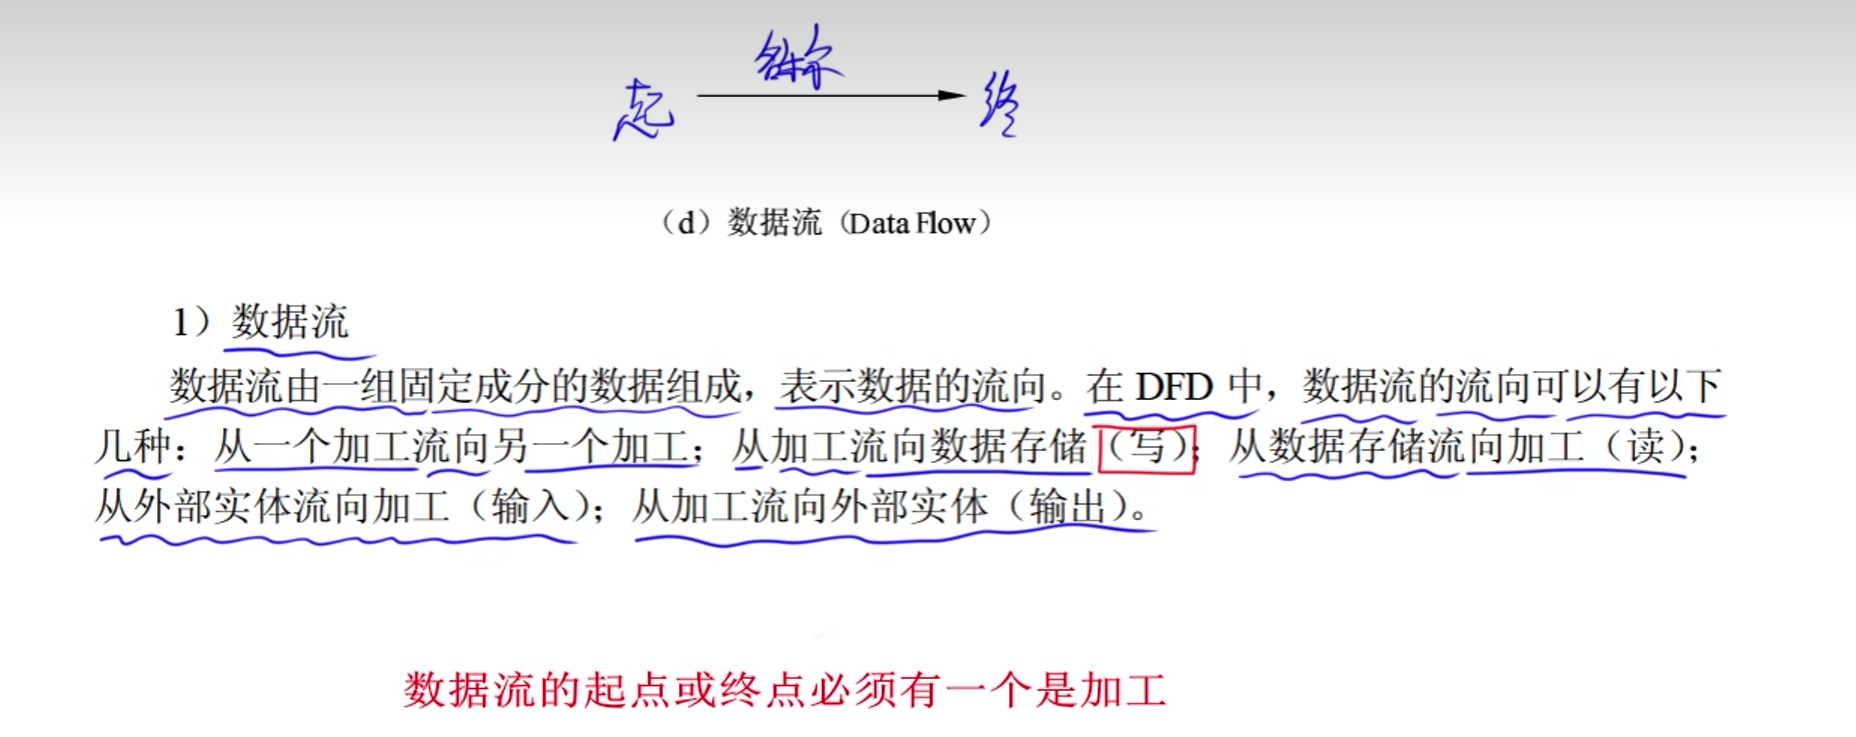 起 终
(d)数据流(Data Flow)
1)数据流
数据流由一组固定成分的数据组成,表示数据的流向。在 DFD 中,数据流的流向可以有以下
几种:从一个加工流向另一个加工;从加工流向数据存储(写);从数据存储流向加工(读);
从外部实体流向加工(输入);从加工流向外部实体(输出)。
数据流的起点或终点必须有一个是加工